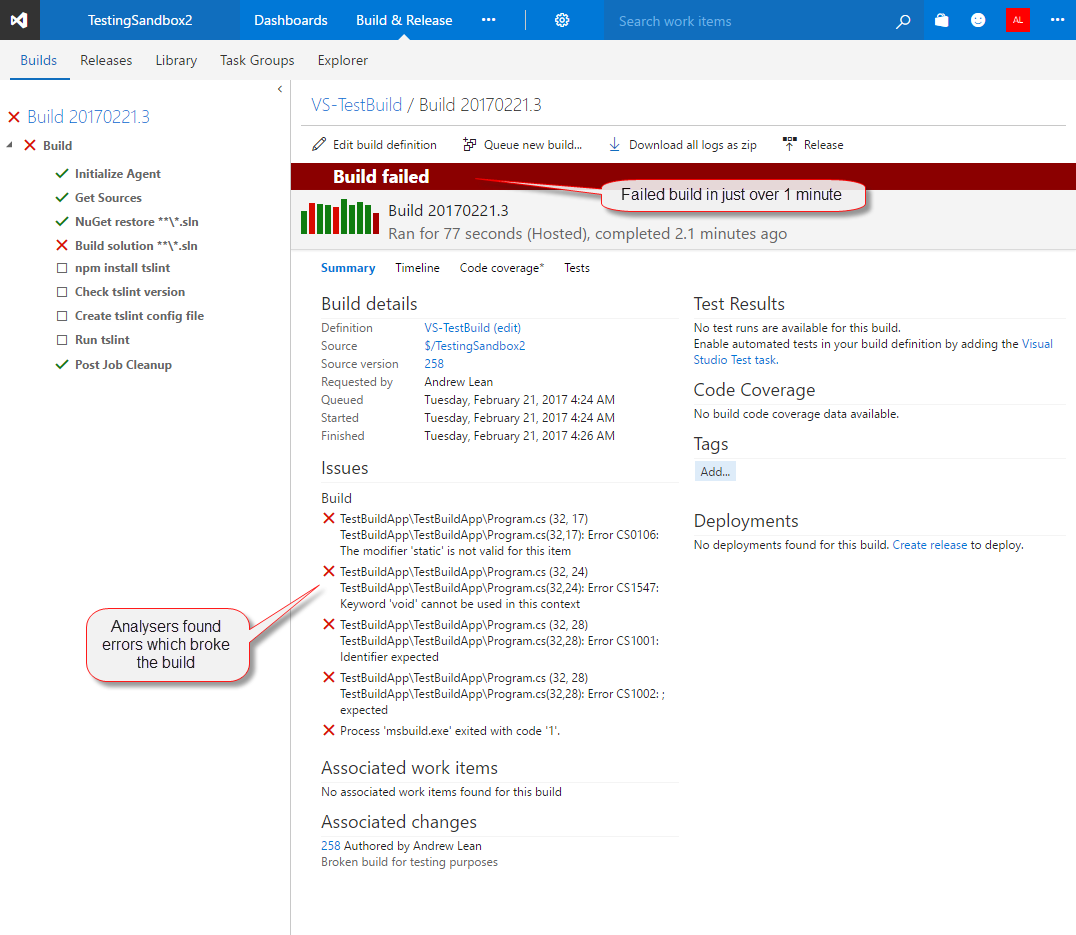 TestingSandbox2 Dashboards Build & Release ... Search work items AL ...
Builds Releases Library Task Groups Explorer
Build 20170221.3
Build
Initialize Agent
Get Sources
NuGet restore **\*.sln
Build solution **\*.sln
npm install tslint
Check tslint version
Create tslint config file
Run tslint
Post Job Cleanup
VS-TestBuild / Build 20170221.3
Edit build definition Queue new build... Download all logs as zip Release
Build failed
Failed build in just over 1 minute
Build 20170221.3
Ran for 77 seconds (Hosted), completed 2.1 minutes ago
Summary Timeline Code coverage* Tests
Build details
Definition VS-TestBuild (edit)
Source $/TestingSandbox2
Source version 258
Requested by Andrew Lean
Queued Tuesday, February 21, 2017 4:24 AM
Started Tuesday, February 21, 2017 4:24 AM
Finished Tuesday, February 21, 2017 4:26 AM
Issues
Build
TestBuildApp\TestBuildApp\Program.cs (32, 17)
TestBuildApp\TestBuildApp\Program.cs(32,17): Error CS0106:
The modifier 'static' is not valid for this item
TestBuildApp\TestBuildApp\Program.cs (32, 24)
TestBuildApp\TestBuildApp\Program.cs(32,24): Error CS1547:
Keyword 'void' cannot be used in this context
TestBuildApp\TestBuildApp\Program.cs (32, 28)
TestBuildApp\TestBuildApp\Program.cs(32,28): Error CS1001:
Identifier expected
TestBuildApp\TestBuildApp\Program.cs (32, 28)
TestBuildApp\TestBuildApp\Program.cs(32,28): Error CS1002: ;
expected
Process 'msbuild.exe' exited with code '1'.
Analysers found
errors which broke
the build
Associated work items
No associated work items found for this build
Associated changes
258 Authored by Andrew Lean
Broken build for testing purposes
Test Results
No test runs are available for this build.
Enable automated tests in your build definition by adding the Visual
Studio Test task.
Code Coverage
No build code coverage data available.
Tags
Add...
Deployments
No deployments found for this build. Create release to deploy.